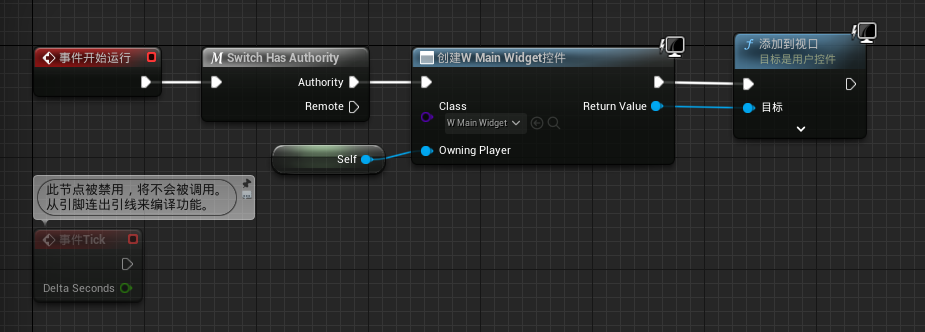 事件开始运行
Switch Has Authority
Authority
Remote
创建W Main Widget控件
Class
W Main Widget
Return Value
Owning Player
添加到视口
目标是用户控件
目标
Self
此节点被禁用，将不会被调用。
从引脚连出引线来编译功能。
事件Tick
Delta Seconds